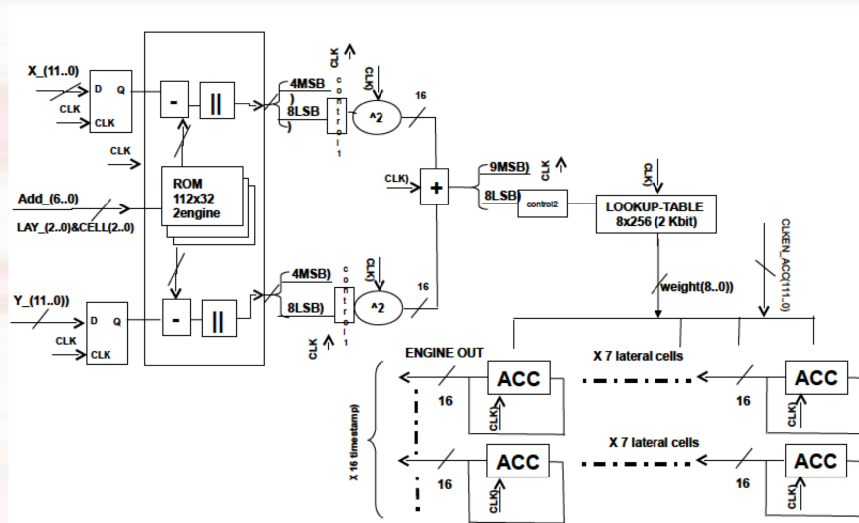 X_(11..0)
D Q
CLK
CLK
-
||
4MSB
)
8LSB
)
CLK
control1
CLK)
^2
16
CLK
ROM
112x32
2engine
Add_(6..0)
LAY_(2..0)&CELL(2..0)
CLK)
+
9MSB)
8LSB)
CLK
control2
CLK)
LOOKUP-TABLE
8x256 (2 Kbit)
CLKEN_ACC(111..0)
weight(8..0))
Y_(11..0))
D Q
CLK
CLK
-
||
4MSB)
8LSB)
control1
CLK
CLK)
^2
16
ENGINE OUT
16
ACC
CLK)
X 7 lateral cells
16
ACC
CLK)
X 16 timestamp)
16
ACC
CLK)
X 7 lateral cells
16
ACC
CLK)